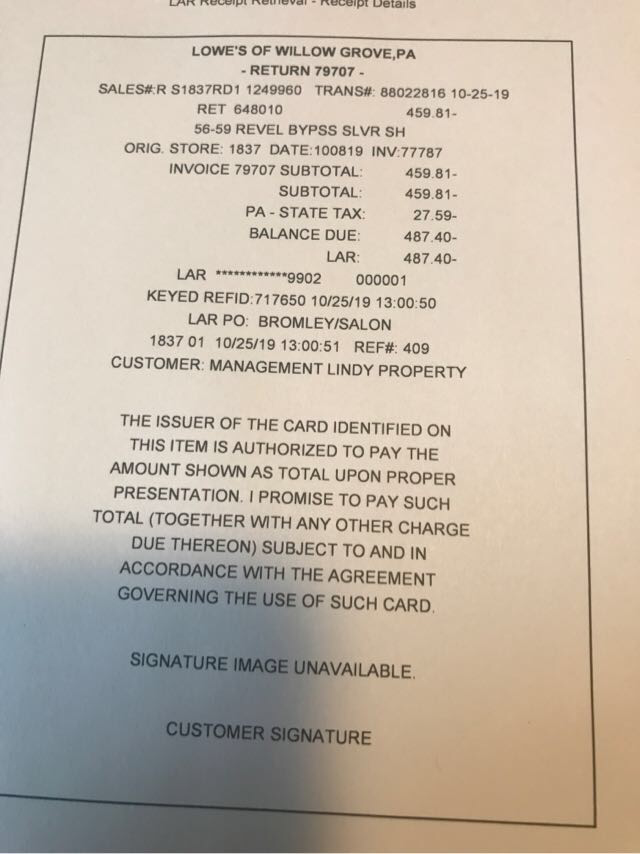 LAR Receipt Retrieval - Receipt Details
LOWE'S OF WILLOW GROVE,PA
- RETURN 79707 -
SALES#:R S1837RD1 1249960 TRANS#: 88022816 10-25-19
RET 648010 459.81-
56-59 REVEL BYPSS SLVR SH
ORIG. STORE: 1837 DATE:100819 INV:77787
INVOICE 79707 SUBTOTAL: 459.81-
SUBTOTAL: 459.81-
PA - STATE TAX: 27.59-
BALANCE DUE: 487.40-
LAR: 487.40-
LAR ************9902 000001
KEYED REFID:717650 10/25/19 13:00:50
LAR PO: BROMLEY/SALON
1837 01 10/25/19 13:00:51 REF#: 409
CUSTOMER: MANAGEMENT LINDY PROPERTY
THE ISSUER OF THE CARD IDENTIFIED ON
THIS ITEM IS AUTHORIZED TO PAY THE
AMOUNT SHOWN AS TOTAL UPON PROPER
PRESENTATION. I PROMISE TO PAY SUCH
TOTAL (TOGETHER WITH ANY OTHER CHARGE
DUE THEREON) SUBJECT TO AND IN
ACCORDANCE WITH THE AGREEMENT
GOVERNING THE USE OF SUCH CARD.
SIGNATURE IMAGE UNAVAILABLE.
CUSTOMER SIGNATURE